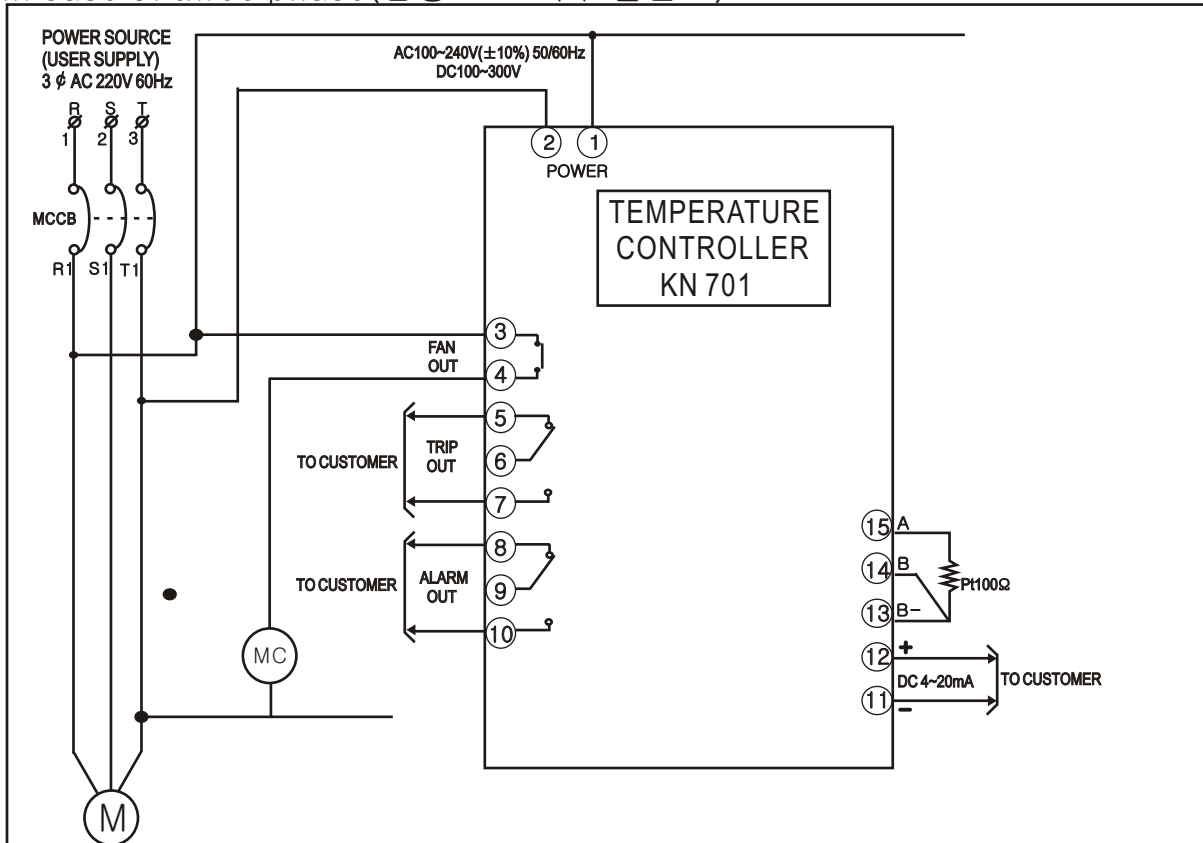 POWER SOURCE
(USER SUPPLY)
3 ¢ AC 220V 60Hz
R S T
1 2 3
MCCB
R1 S1 T1
AC100~240V(±10%) 50/60Hz
DC100~300V
2 1
POWER
TEMPERATURE
CONTROLLER
KN 701
3
FAN
OUT
4
5
TRIP
OUT
6
TO CUSTOMER
7
8
ALARM
OUT
9
TO CUSTOMER
10
MC
M
15 A
14 B
Pt100Ω
13 B-
12 +
DC 4~20mA
TO CUSTOMER
11 -